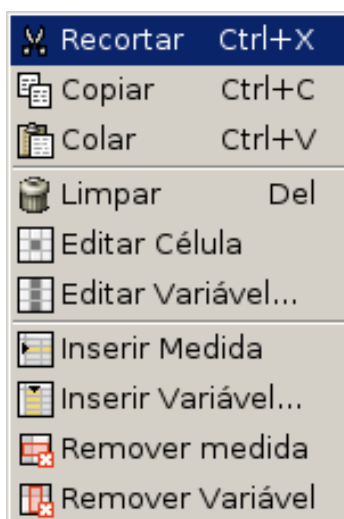 Recortar Ctrl+X
Copiar Ctrl+C
Colar Ctrl+V
Limpar Del
Editar Célula
Editar Variável...
Inserir Medida
Inserir Variável...
Remover medida
Remover Variável